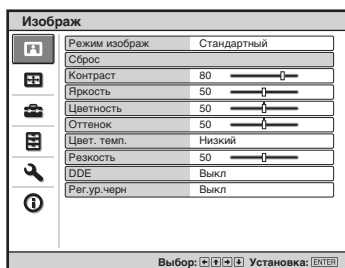 Изображ
Режим изображ Стандартный
Сброс
Контраст 80
Яркость 50
Цветность 50
Оттенок 50
Цвет. темп. Низкий
Резкость 50
DDE Выкл
Рег.ур.черн Выкл
Выбор: Установка: ENTER